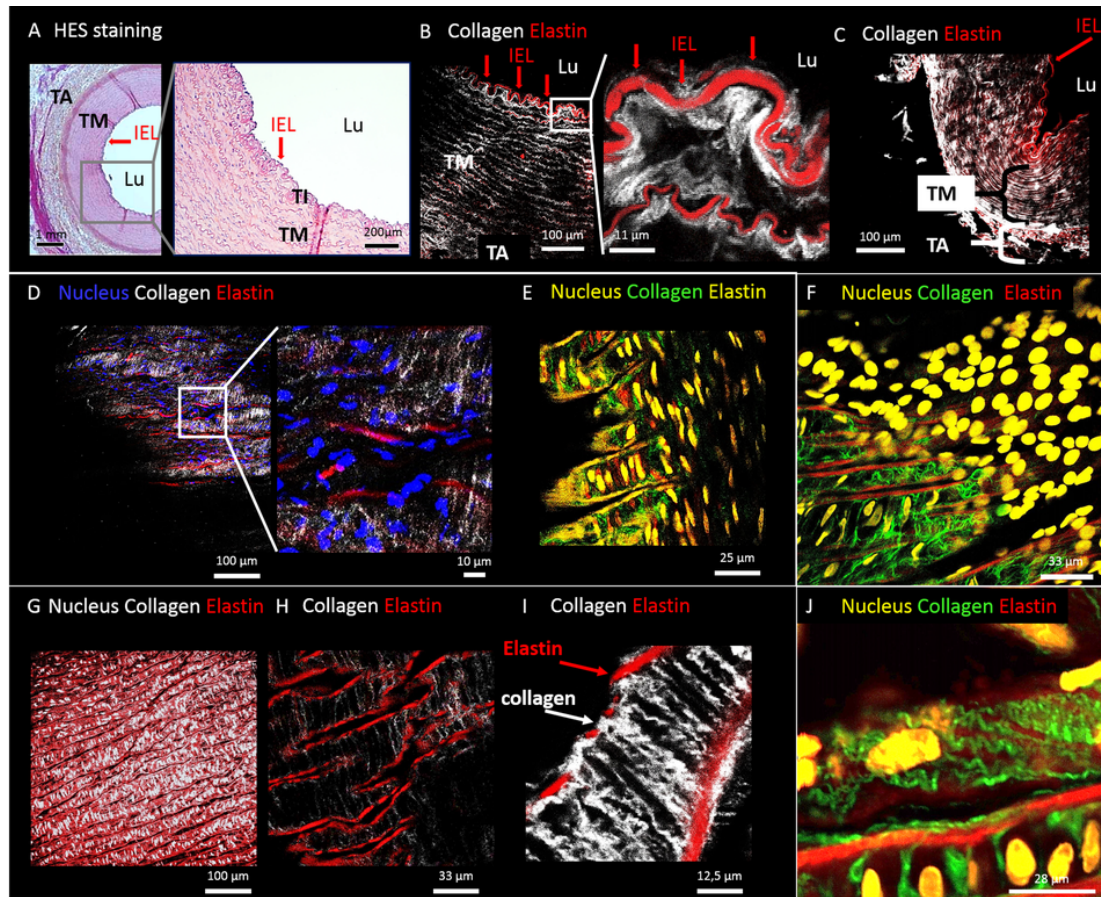 A HES staining
TA
TM
IEL
Lu
1 mm
IEL
Lu
TI
TM
200µm
B Collagen Elastin
IEL
Lu
TM
TA
100 µm
IEL
Lu
11 µm
C Collagen Elastin
IEL
Lu
TM
TA
100 µm
D Nucleus Collagen Elastin
100 µm
10 µm
E Nucleus Collagen Elastin
25 µm
F Nucleus Collagen Elastin
33 µm
G Nucleus Collagen Elastin
100 µm
H Collagen Elastin
33 µm
I Collagen Elastin
Elastin
collagen
12,5 µm
J Nucleus Collagen Elastin
28 µm